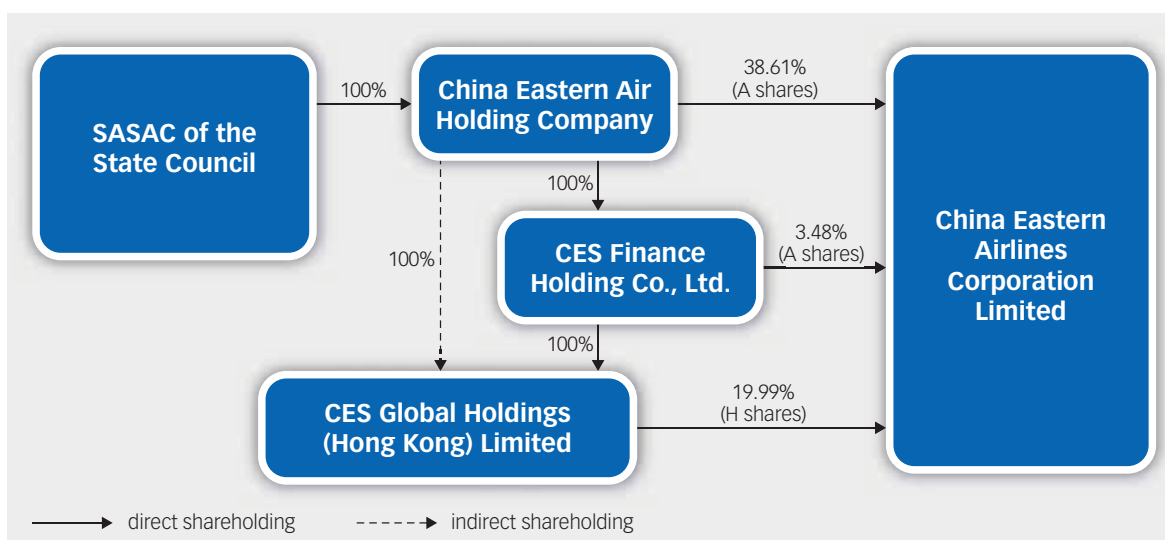 SASAC of the
State Council
100%
China Eastern Air
Holding Company
38.61%
(A shares)
100%
100%
CES Finance
Holding Co., Ltd.
3.48%
(A shares)
China Eastern
Airlines
Corporation
Limited
100%
CES Global Holdings
(Hong Kong) Limited
19.99%
(H shares)
direct shareholding
indirect shareholding